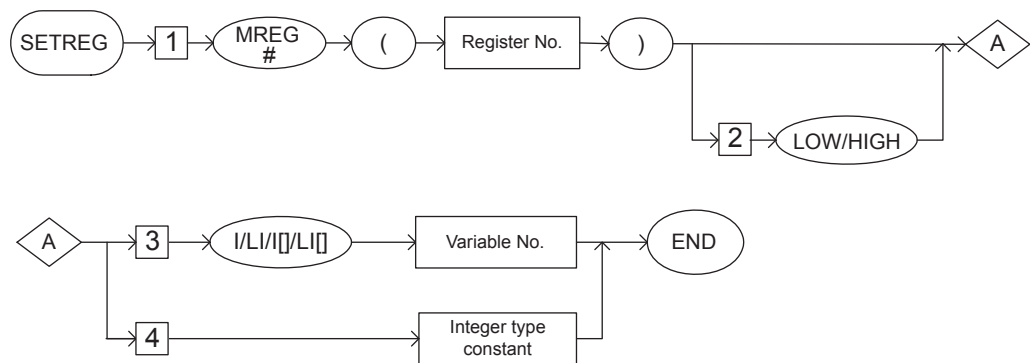 SETREG 1 MREG # ( Register No. ) A
2 LOW/HIGH
A 3 I/LI/I[]/LI[] Variable No. END
4 Integer type constant